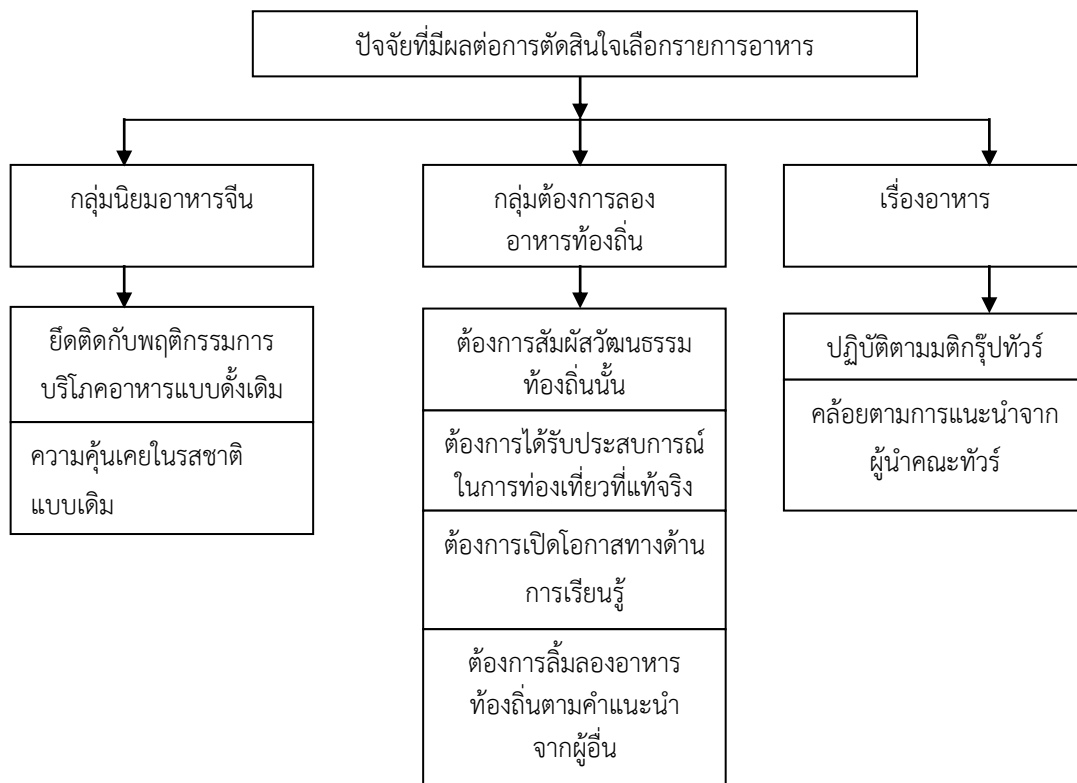 ปัจจัยที่มีผลต่อการตัดสินใจเลือกรายการอาหาร
กลุ่มนิยมอาหารจีน
กลุ่มต้องการลอง
อาหารท้องถิ่น
เรื่องอาหาร
ยึดติดกับพฤติกรรมการ
บริโภคอาหารแบบดั้งเดิม
ความคุ้นเคยในรสชาติ
แบบเดิม
ต้องการสัมผัสวัฒนธรรม
ท้องถิ่นนั้น
ต้องการได้รับประสบการณ์
ในการท่องเที่ยวที่แท้จริง
ต้องการเปิดโอกาสทางด้าน
การเรียนรู้
ต้องการลิ้มลองอาหาร
ท้องถิ่นตามคำแนะนำ
จากผู้อื่น
ปฏิบัติตามมติกรุ๊ปทัวร์
คล้อยตามการแนะนำจาก
ผู้นำคณะทัวร์